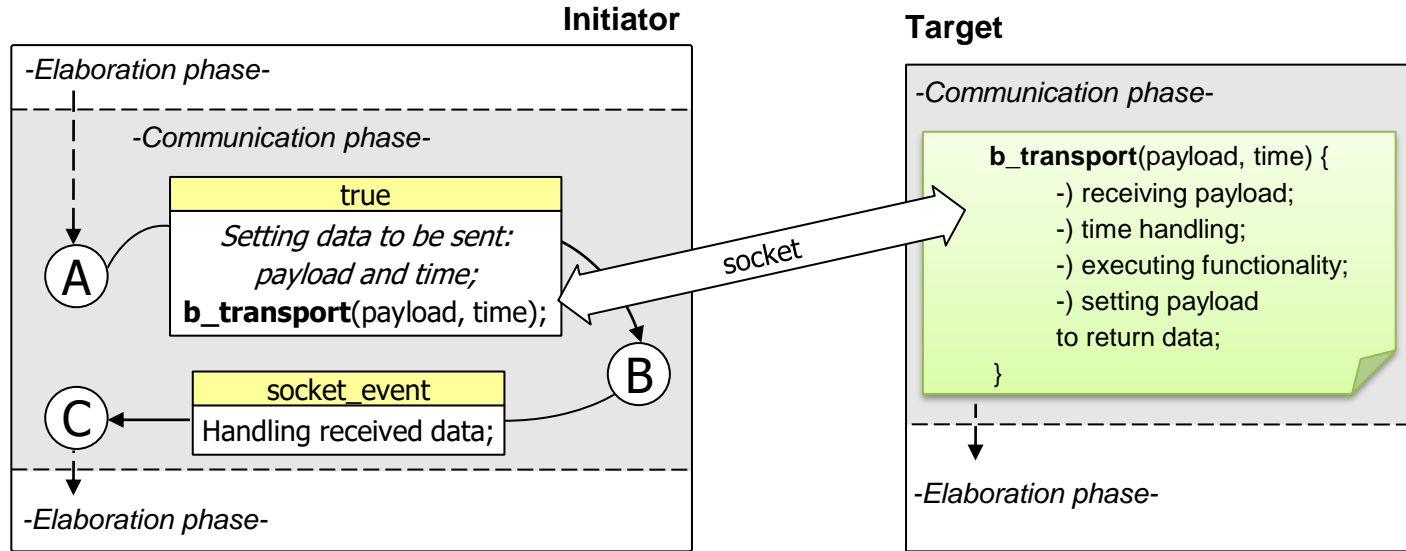 Initiator
-Elaboration phase-
-Communication phase-
true
Setting data to be sent:
payload and time;
b_transport(payload, time);
A
B
socket_event
Handling received data;
C
-Elaboration phase-
socket
Target
-Communication phase-
b_transport(payload, time) {
-) receiving payload;
-) time handling;
-) executing functionality;
-) setting payload
to return data;
}
-Elaboration phase-